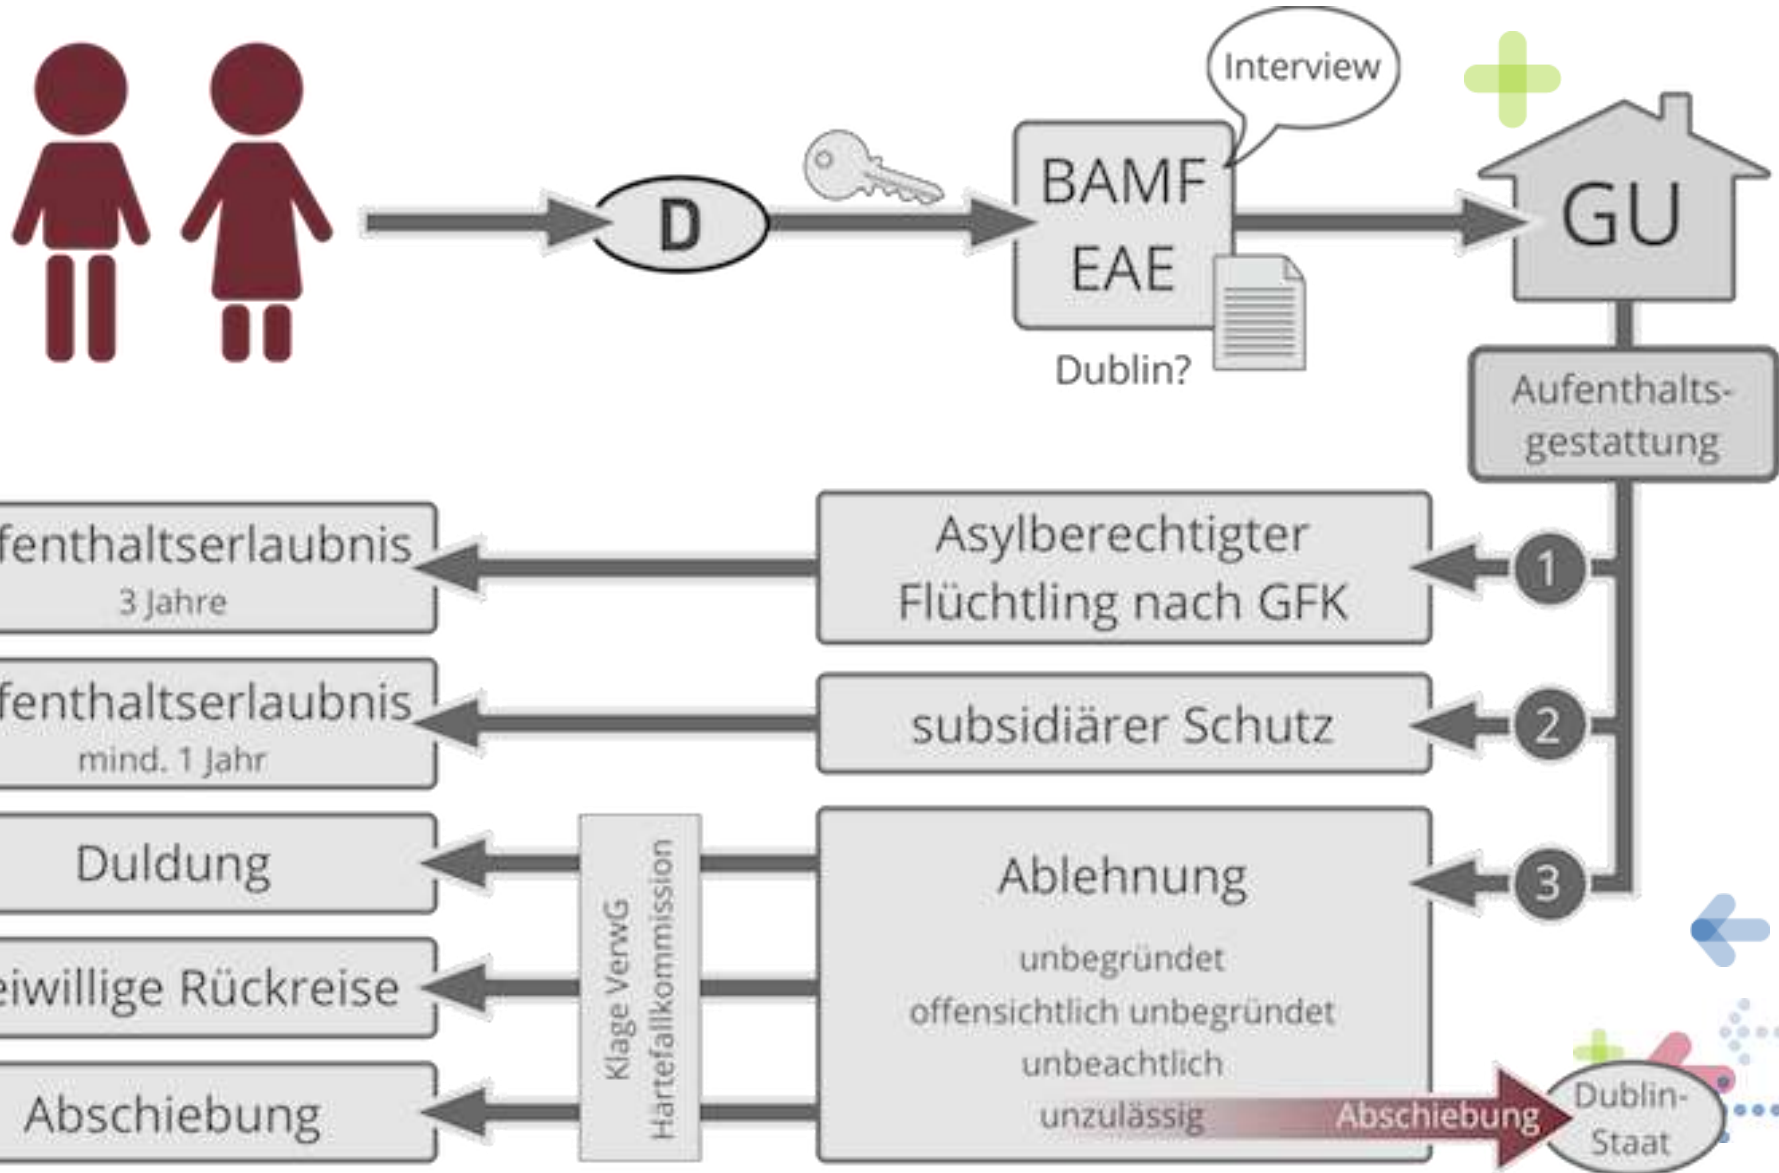 Interview
D
BAMF
EAE
GU
Dublin?
Aufenthalts-
gestattung
fenthaltserlaubnis
3 Jahre
Asylberechtigter
Flüchtling nach GFK
1
fenthaltserlaubnis
mind. 1 Jahr
subsidiärer Schutz
2
Duldung
Klage VerwG
Härtefallkommission
Ablehnung
3
unbegründet
eiwillige Rückreise
offensichtlich unbegründet
unbeachtlich
Abschiebung
unzulässig
Abschiebung
Dublin-
Staat